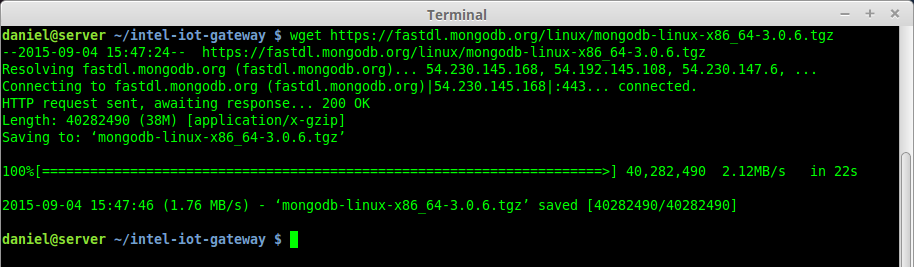 Terminal
daniel@server ~/intel-iot-gateway $ wget https://fastdl.mongodb.org/linux/mongodb-linux-x86_64-3.0.6.tgz
--2015-09-04 15:47:24--  https://fastdl.mongodb.org/linux/mongodb-linux-x86_64-3.0.6.tgz
Resolving fastdl.mongodb.org (fastdl.mongodb.org)... 54.230.145.168, 54.192.145.108, 54.230.147.6, ...
Connecting to fastdl.mongodb.org (fastdl.mongodb.org)|54.230.145.168|:443... connected.
HTTP request sent, awaiting response... 200 OK
Length: 40282490 (38M) [application/x-gzip]
Saving to: ‘mongodb-linux-x86_64-3.0.6.tgz’
100%[======================================================================>] 40,282,490  2.12MB/s   in 22s
2015-09-04 15:47:46 (1.76 MB/s) - ‘mongodb-linux-x86_64-3.0.6.tgz’ saved [40282490/40282490]
daniel@server ~/intel-iot-gateway $